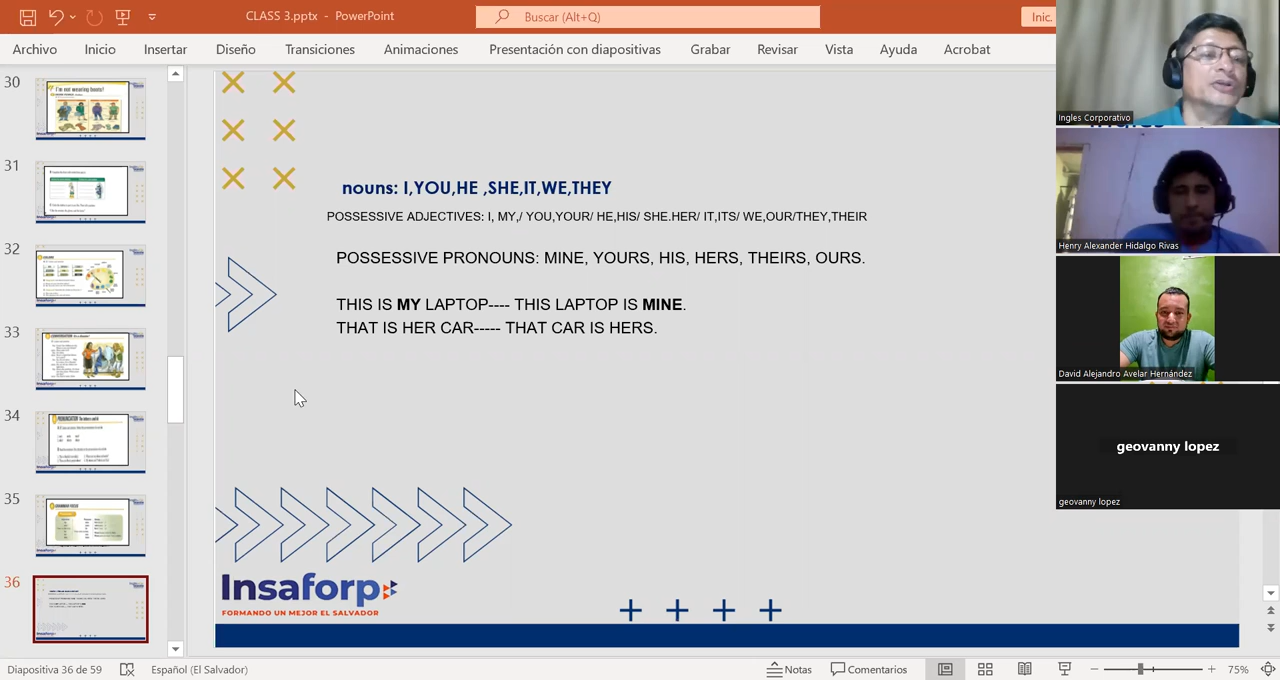 CLASS 3.pptx - PowerPoint
Buscar (Alt+Q)
Inic.
Archivo Inicio Insertar Diseño Transiciones Animaciones Presentación con diapositivas Grabar Revisar Vista Ayuda Acrobat
30
I'm not wearing boots!
31
32
33
34
35
36
nouns: I,YOU,HE ,SHE,IT,WE,THEY
POSSESSIVE ADJECTIVES: I, MY,/ YOU,YOUR/ HE,HIS/ SHE.HER/ IT,ITS/ WE,OUR/THEY,THEIR
POSSESSIVE PRONOUNS: MINE, YOURS, HIS, HERS, THEIRS, OURS.
THIS IS MY LAPTOP---- THIS LAPTOP IS MINE.
THAT IS HER CAR----- THAT CAR IS HERS.
Insaforp
FORMANDO UN MEJOR EL SALVADOR
Ingles Corporativo
Henry Alexander Hidalgo Rivas
David Alejandro Avelar Hernández
geovanny lopez
geovanny lopez
Diapositiva 36 de 59
Español (El Salvador)
Notas
Comentarios
75%